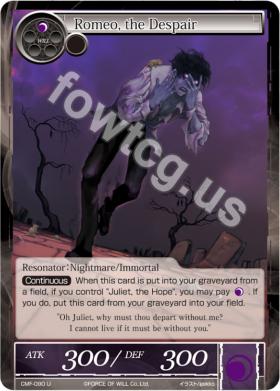 Romeo, the Despair
WILL
fowtcg.us
Resonator : Nightmare/Immortal
Continuous When this card is put into your graveyard from
a field, if you control "Juliet, the Hope", you may pay . If
you do, put this card from your graveyard into your field.
"Oh Juliet, why must thou depart without me?
I cannot live if it must be without you."
ATK 300/ DEF 300
CMF-090 U ©FORCE OF WILL Co.,Ltd.